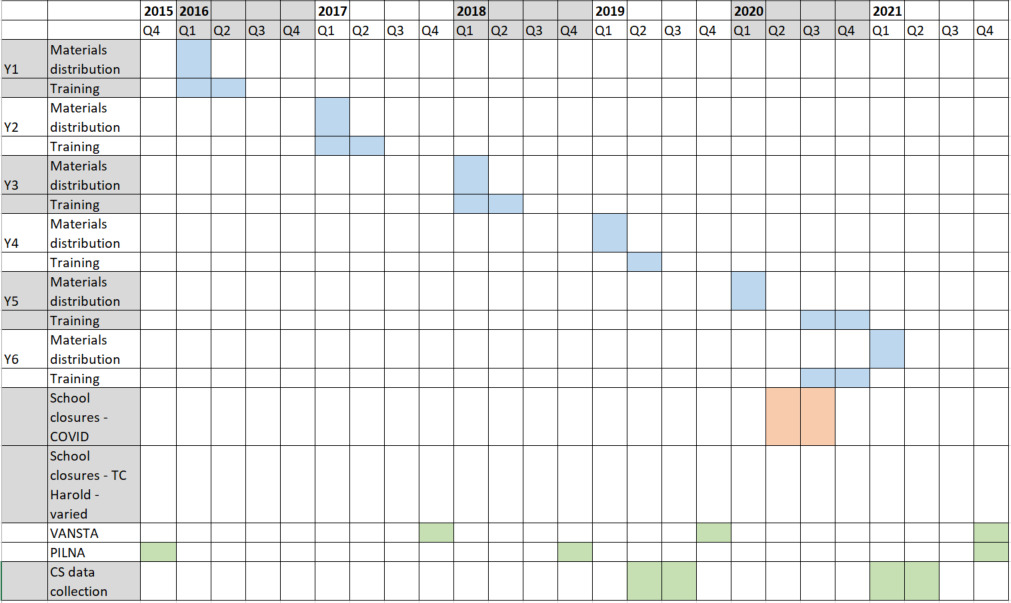 2015 2016 2017 2018 2019 2020 2021
Q4 Q1 Q2 Q3 Q4 Q1 Q2 Q3 Q4 Q1 Q2 Q3 Q4 Q1 Q2 Q3 Q4 Q1 Q2 Q3 Q4 Q1 Q2 Q3 Q4
Materials
Y1 distribution
Training
Materials
Y2 distribution
Training
Materials
Y3 distribution
Training
Materials
Y4 distribution
Training
Materials
Y5 distribution
Training
Materials
Y6 distribution
Training
School
closures -
COVID
School
closures - TC
Harold -
varied
VANSTA
PILNA
CS data
collection